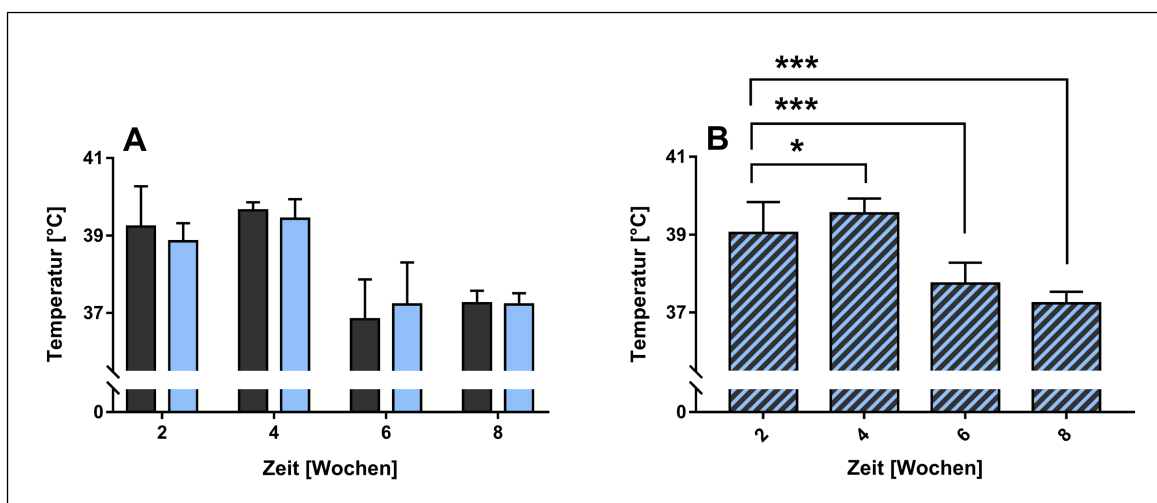 A
41
39
37
0
Temperatur [°C]
2 4 6 8
Zeit [Wochen]
B
***
***
*
41
39
37
0
Temperatur [°C]
2 4 6 8
Zeit [Wochen]